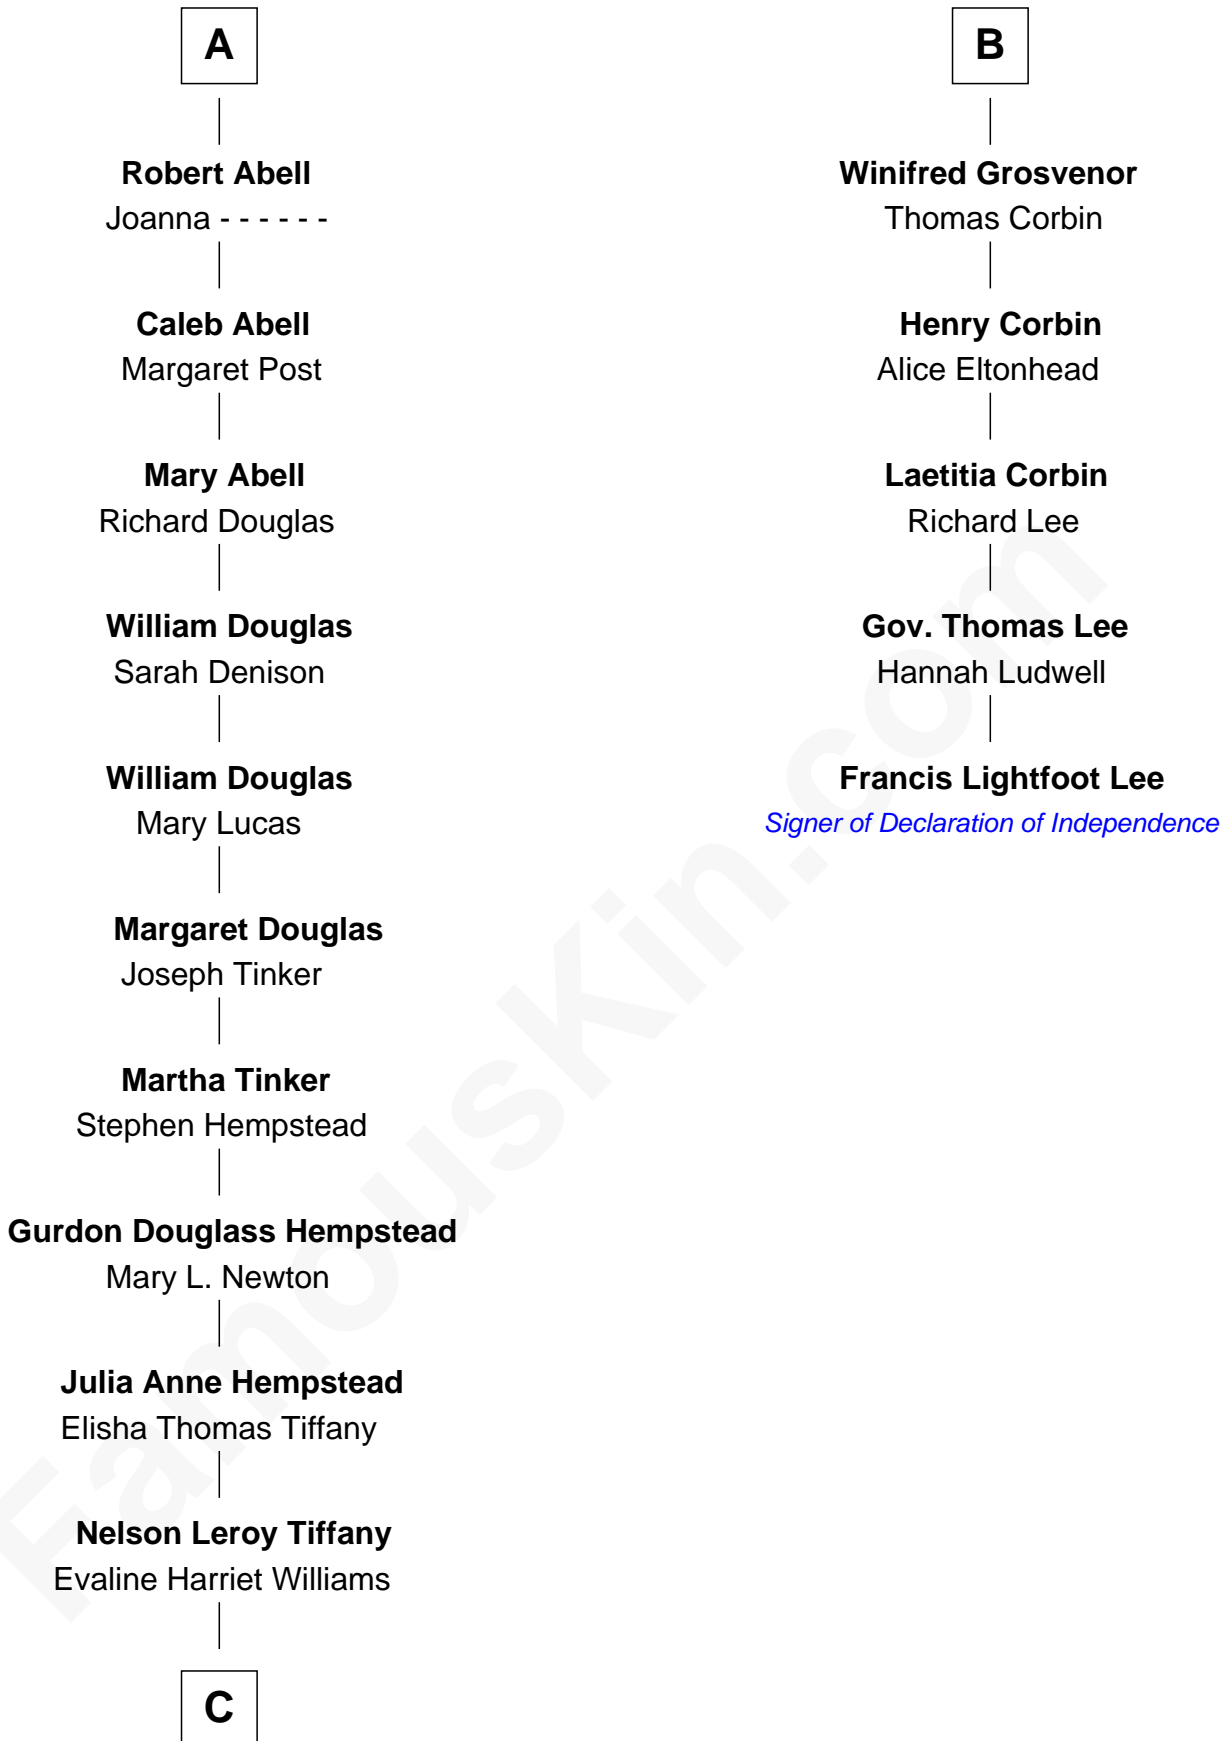 A
Robert Abell
Joanna - - - - - -
Caleb Abell
Margaret Post
Mary Abell
Richard Douglas
William Douglas
Sarah Denison
William Douglas
Mary Lucas
Margaret Douglas
Joseph Tinker
Martha Tinker
Stephen Hempstead
Gurdon Douglass Hempstead
Mary L. Newton
Julia Anne Hempstead
Elisha Thomas Tiffany
Nelson Leroy Tiffany
Evaline Harriet Williams
C
B
Winifred Grosvenor
Thomas Corbin
Henry Corbin
Alice Eltonhead
Laetitia Corbin
Richard Lee
Gov. Thomas Lee
Hannah Ludwell
Francis Lightfoot Lee
Signer of Declaration of Independence
FamousKin.com